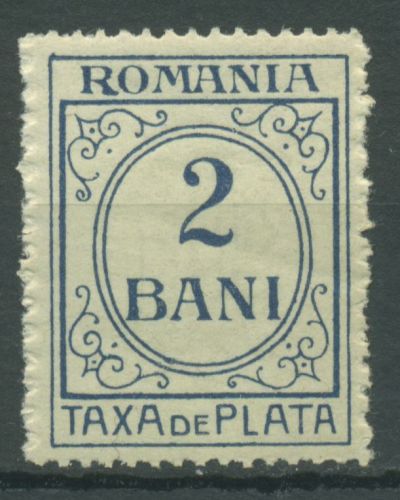 ROMANIA
2
BANI
TAXA DE PLATA